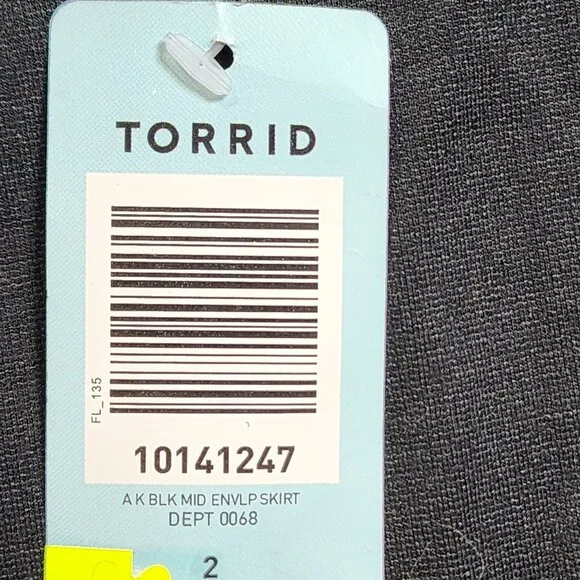 TORRID
FL_135
10141247
A K BLK MID ENVLP SKIRT
DEPT 0068
2